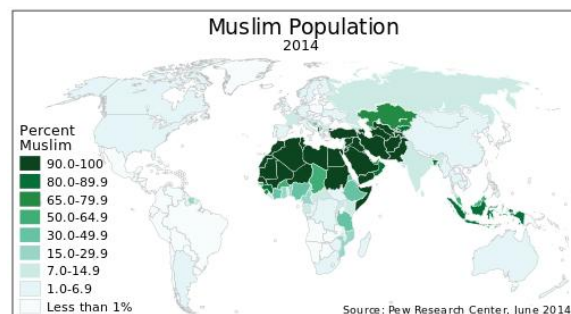 Muslim Population
2014
Percent
Muslim
90.0-100
80.0-89.9
65.0-79.9
50.0-64.9
30.0-49.9
15.0-29.9
7.0-14.9
1.0-6.9
Less than 1%
Source: Pew Research Center, June 2014